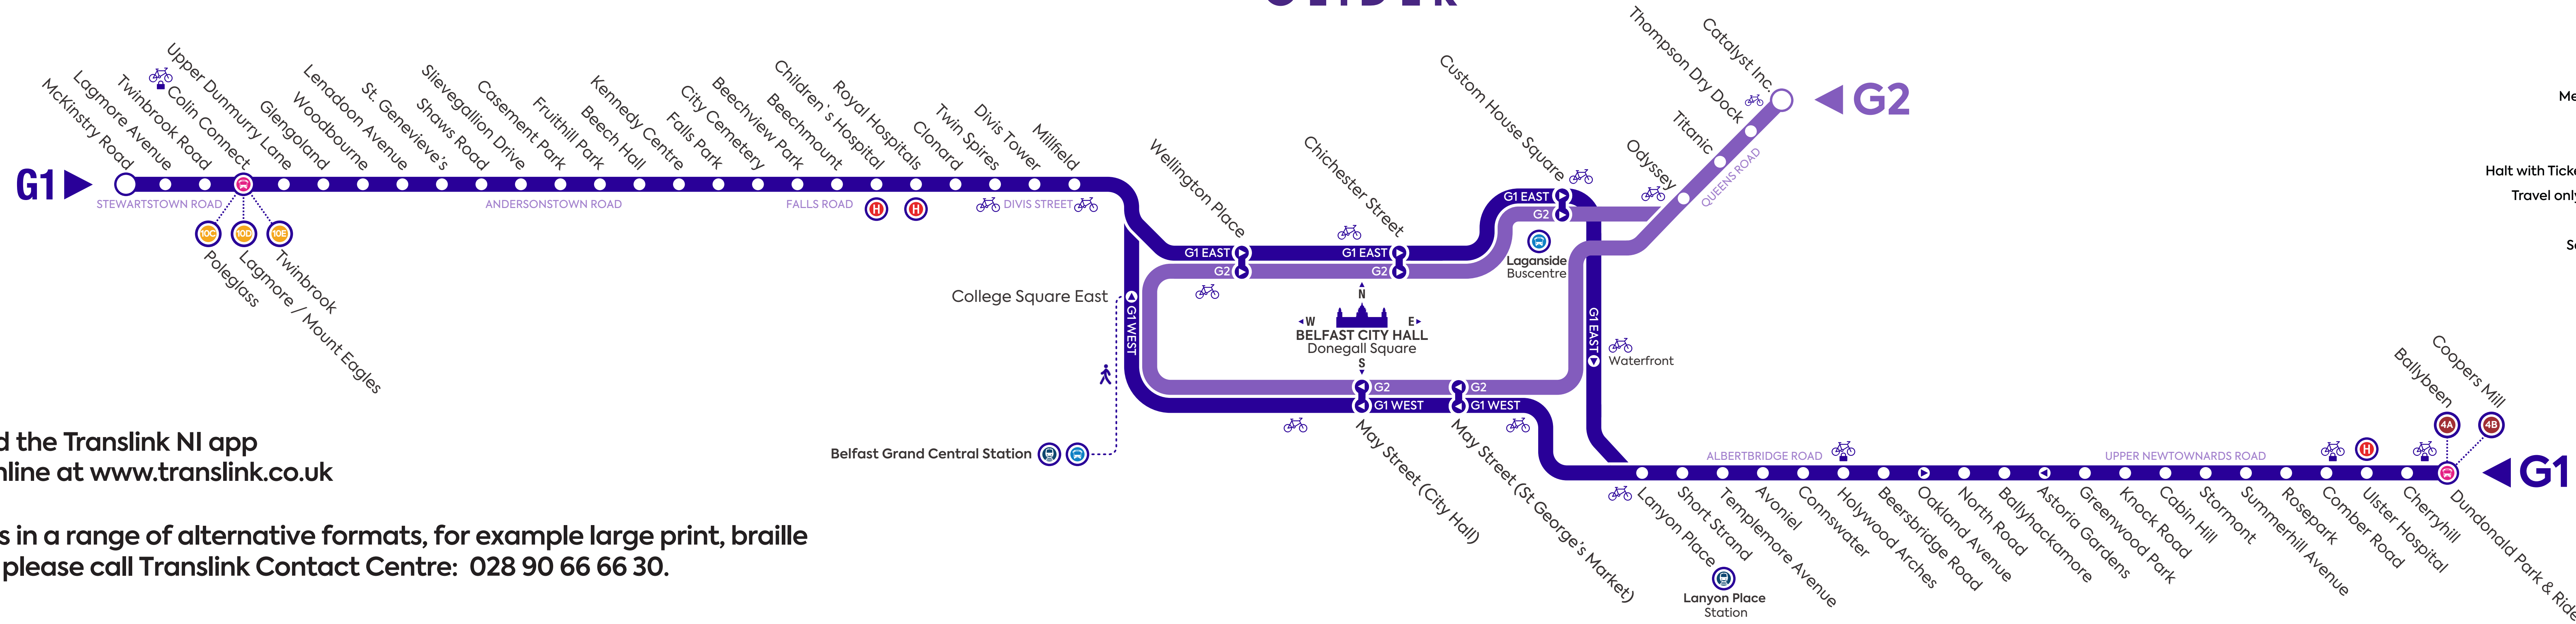 GLIDER
G1
McKinstry Road
Lagmore Avenue
Twinbrook Road
Colin Connect
Upper Dunmurry Lane
Glengoland
Woodbourne
Lenadoon Avenue
St. Genevieve's
Shaws Road
Slievegallion Drive
Casement Park
Fruithill Park
Beech Hall
Kennedy Centre
Falls Park
City Cemetery
Beechview Park
Beechmount
Children`s Hospital
Royal Hospitals
Clonard
Twin Spires
Divis Tower
Millfield
STEWARTSTOWN ROAD
ANDERSONSTOWN ROAD
FALLS ROAD
H
H
DIVIS STREET
10C
10D
10E
Poleglass
Lagmore / Mount Eagles
Twinbrook
Wellington Place
Chichester Street
Custom House Square
Odyssey
Titanic
Thompson Dry Dock
Catalyst Inc.
G2
QUEENS ROAD
G1 EAST
G2
G1 EAST
G2
G1 EAST
G2
Laganside
Buscentre
College Square East
G1 WEST
N
W
E
BELFAST CITY HALL
Donegall Square
S
G1 EAST
Waterfront
G2
G1 WEST
G2
G1 WEST
May Street (City Hall)
May Street (St George's Market)
Belfast Grand Central Station
ALBERTBRIDGE ROAD
UPPER NEWTOWNARDS ROAD
H
Ballybeen
Coopers Mill
4A
4B
G1
Lanyon Place
Short Strand
Templemore Avenue
Avoniel
Connswater
Holywood Arches
Beersbridge Road
Oakland Avenue
North Road
Ballyhackamore
Astoria Gardens
Greenwood Park
Knock Road
Cabin Hill
Stormont
Summerhill Avenue
Rosepark
Comber Road
Ulster Hospital
Cherryhill
Dundonald Park & Ride
Lanyon Place
Station
Me
Halt with Ticke
Travel only
d the Translink NI app
nline at www.translink.co.uk
s in a range of alternative formats, for example large print, braille
please call Translink Contact Centre: 028 90 66 66 30.